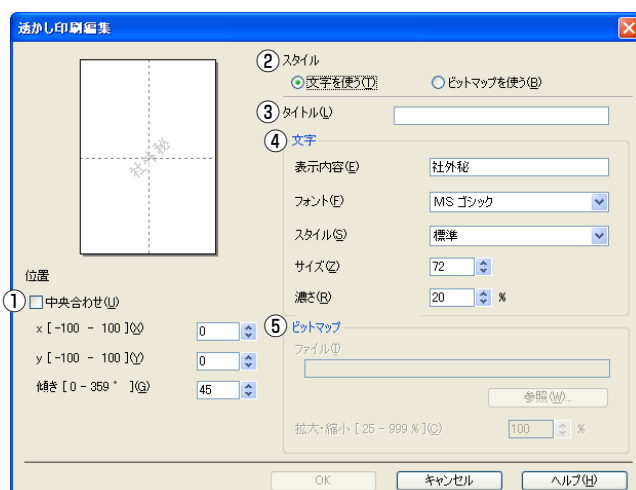 透かし印刷編集
社外秘
② スタイル
文字を使う(T) ビットマップを使う(B)
③ タイトル(L)
④ 文字
表示内容(E) 社外秘
フォント(F) MS ゴシック
スタイル(S) 標準
サイズ(Z) 72
濃さ(R) 20 %
位置
① 中央合わせ(U)
x [-100 - 100](X) 0
y [-100 - 100](Y) 0
傾き [0 - 359 ° ](G) 45
⑤ ビットマップ
ファイル(I)
参照(W)...
拡大・縮小 [25 - 999 %](C) 100 %
OK キャンセル ヘルプ(H)